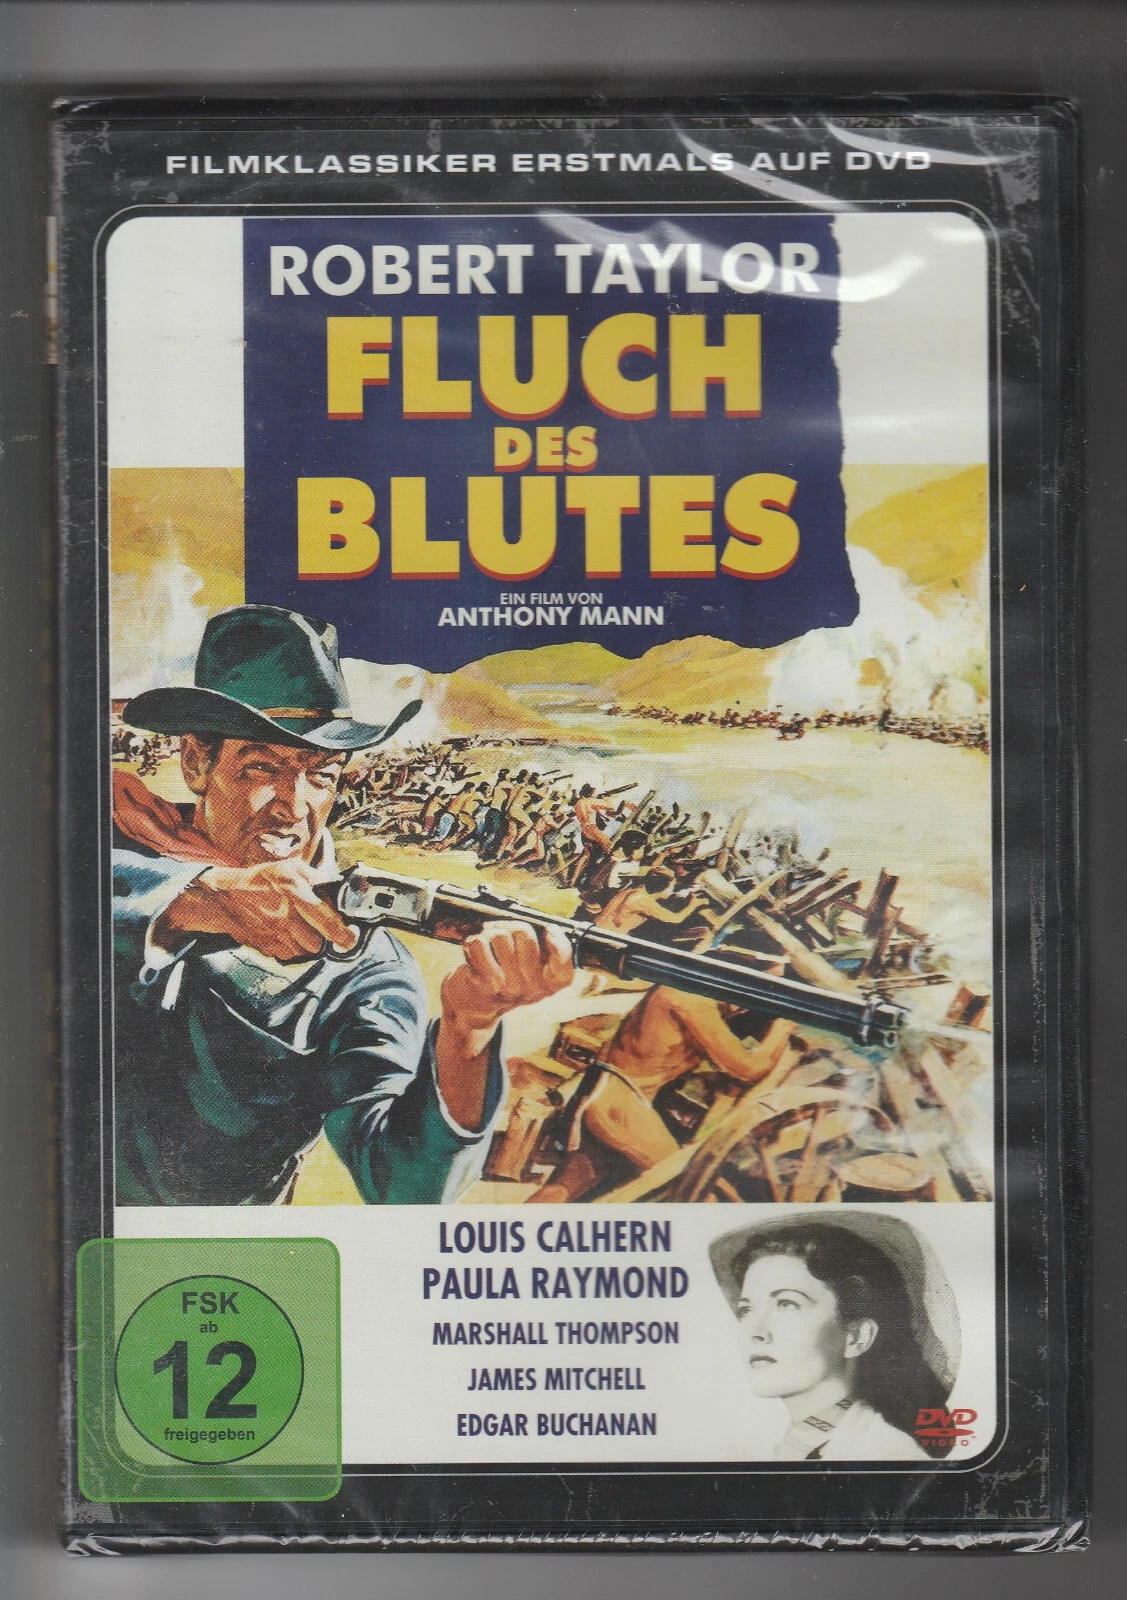 FILMKLASSIKER ERSTMALS AUF DVD
ROBERT TAYLOR
FLUCH
DES
BLUTES
EIN FILM VON
ANTHONY MANN
LOUIS CALHERN
PAULA RAYMOND
MARSHALL THOMPSON
JAMES MITCHELL
EDGAR BUCHANAN
FSK
ab
12
freigegeben
DVD
VIDEO